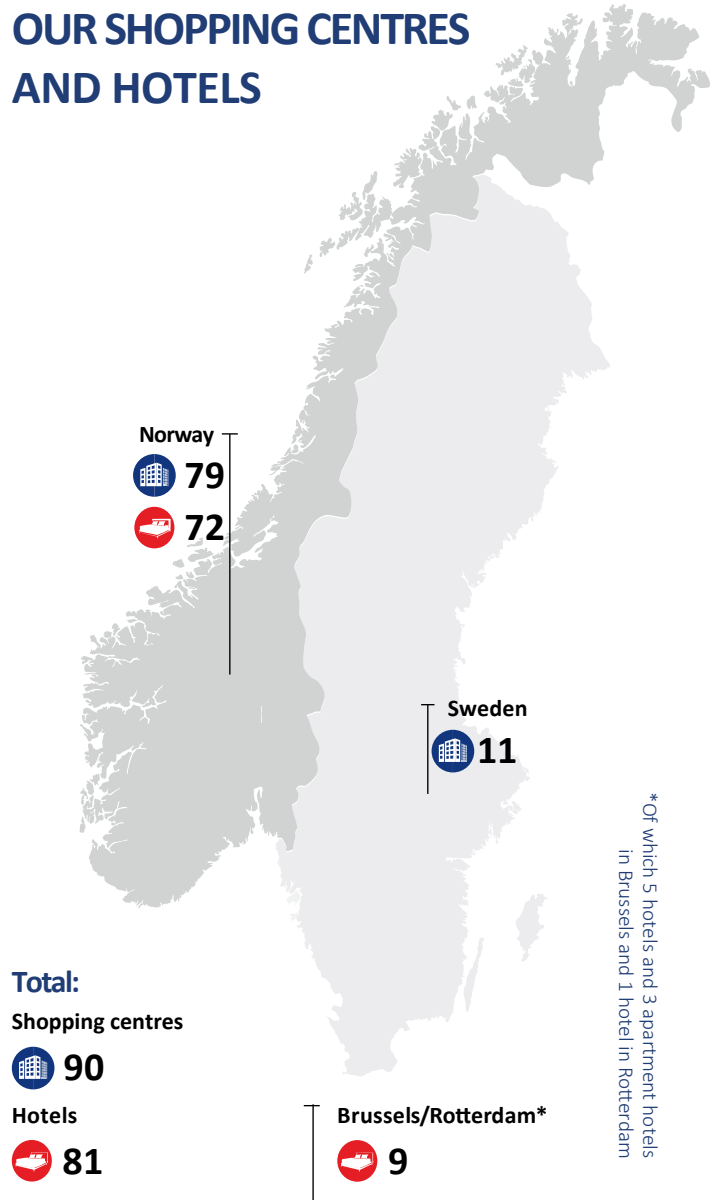 OUR SHOPPING CENTRES
AND HOTELS
Norway
79
72
Sweden
11
*Of which 5 hotels and 3 apartment hotels
in Brussels and 1 hotel in Rotterdam
Total:
Shopping centres
90
Hotels
81
Brussels/Rotterdam*
9